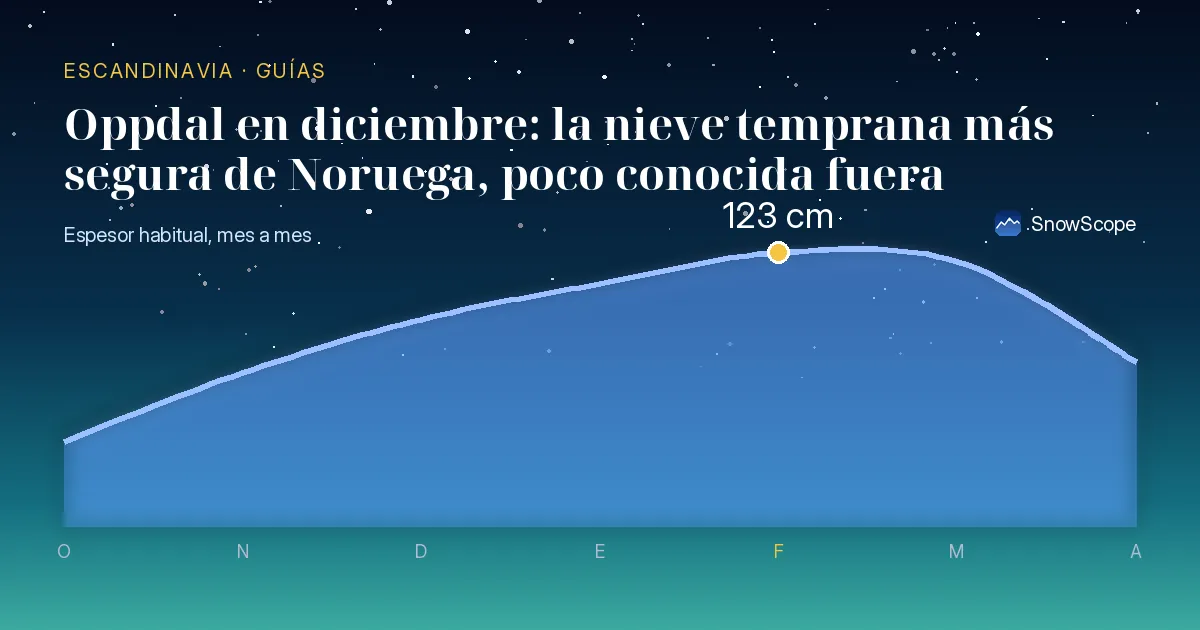 ESCANDINAVIA · GUÍAS
Oppdal en diciembre: la nieve temprana más
segura de Noruega, poco conocida fuera
Espesor habitual, mes a mes
123 cm
SnowScope
O N D E F M A